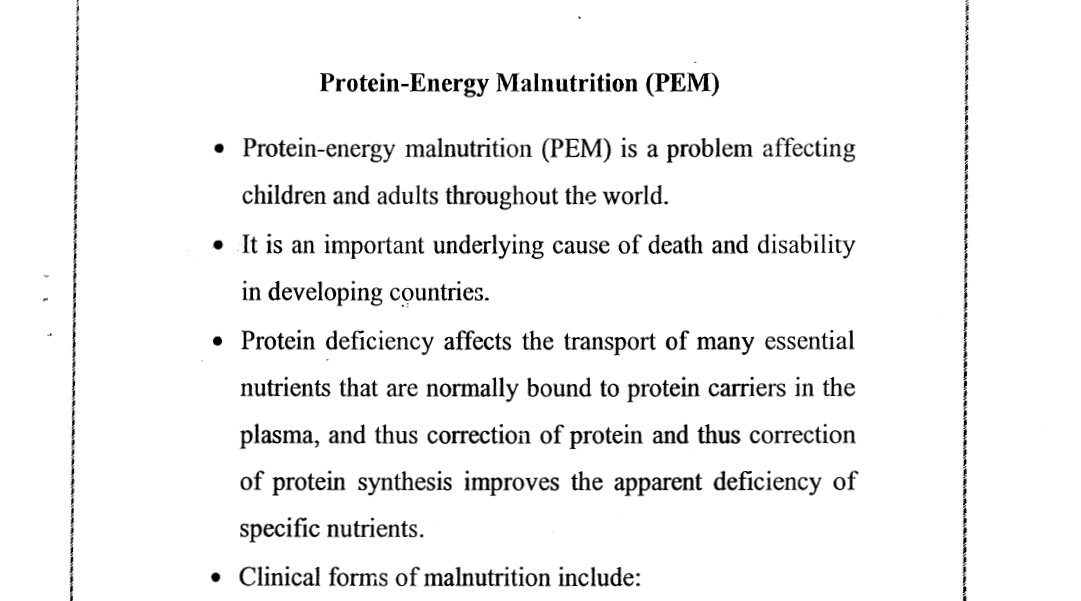 Protein-Energy Malnutrition (PEM)
• Protein-energy malnutrition (PEM) is a problem affecting
children and adults throughout the world.
• It is an important underlying cause of death and disability
in developing countries.
• Protein deficiency affects the transport of many essential
nutrients that are normally bound to protein carriers in the
plasma, and thus correction of protein and thus correction
of protein synthesis improves the apparent deficiency of
specific nutrients.
• Clinical forms of malnutrition include: